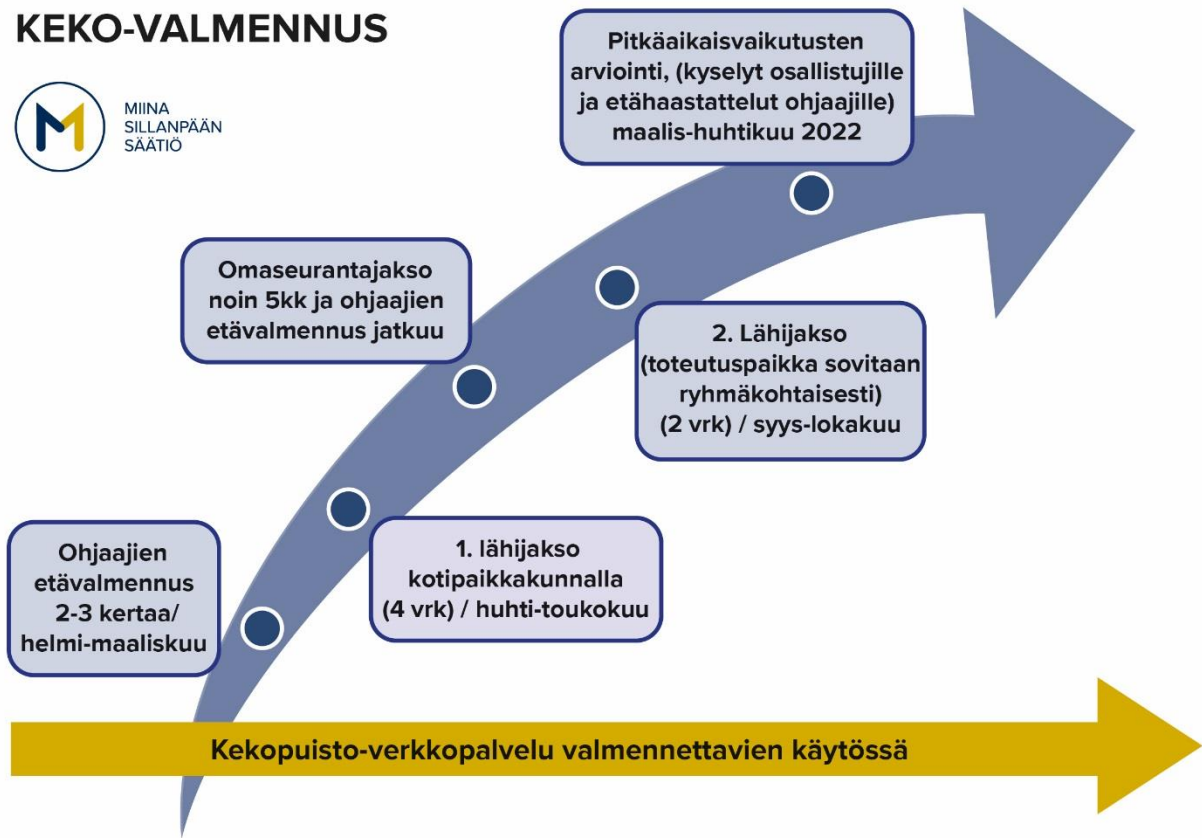 KEKO-VALMENNUS
MIINA
SILLANPÄÄN
SÄÄTIÖ
Pitkäaikaisvaikutusten
arviointi, (kyselyt osallistujille
ja etähaastattelut ohjaajille)
maalis-huhtikuu 2022
Omaseurantajakso
noin 5kk ja ohjaajien
etävalmennus jatkuu
2. Lähijakso
(toteutuspaikka sovitaan
ryhmäkohtaisesti)
(2 vrk) / syys-lokakuu
Ohjaajien
etävalmennus
2-3 kertaa/
helmi-maaliskuu
1. lähijakso
kotipaikkakunnalla
(4 vrk) / huhti-toukokuu
Kekopuisto-verkkopalvelu valmennettavien käytössä